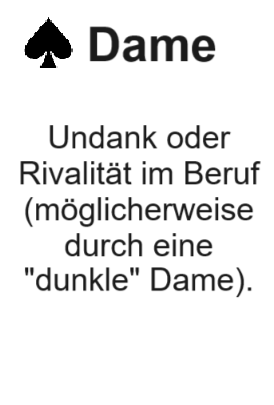 Dame
Undank oder
Rivalität im Beruf
(möglicherweise
durch eine
"dunkle" Dame).